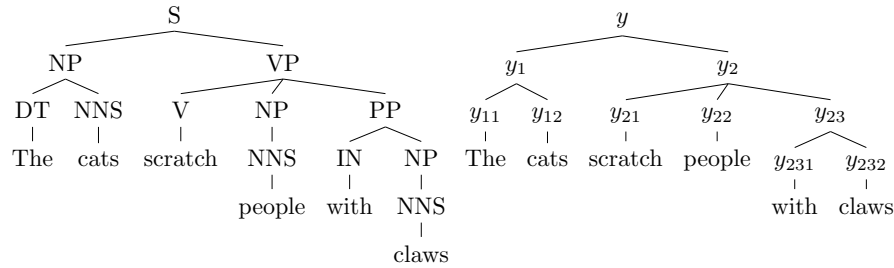 S y
NP VP y₁ y₂
DT NNS V NP PP y₁₁ y₁₂ y₂₁ y₂₂ y₂₃
The cats scratch NNS IN NP The cats scratch people y₂₃₁ y₂₃₂
people with NNS with claws
claws